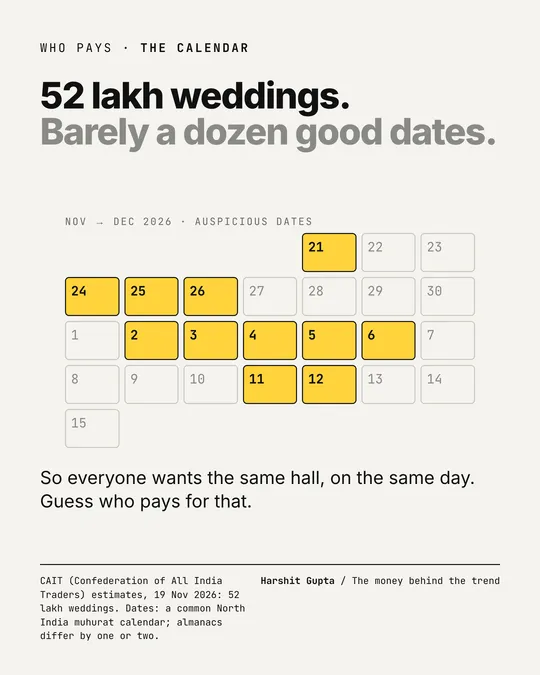 WHO PAYS · THE CALENDAR
52 lakh weddings.
Barely a dozen good dates.
NOV → DEC 2026 · AUSPICIOUS DATES
21 22 23
24 25 26 27 28 29 30
1 2 3 4 5 6 7
8 9 10 11 12 13 14
15
So everyone wants the same hall, on the same day.
Guess who pays for that.
CAIT (Confederation of All India
Traders) estimates, 19 Nov 2026: 52
lakh weddings. Dates: a common North
India muhurat calendar; almanacs
differ by one or two.
Harshit Gupta / The money behind the trend